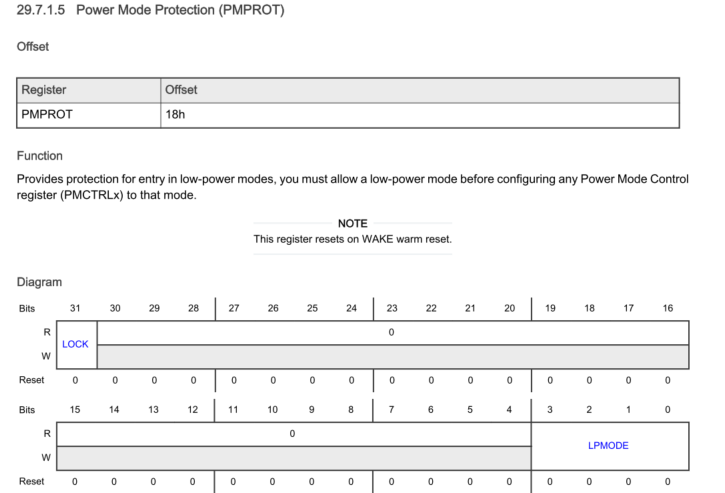 29.7.1.5 Power Mode Protection (PMPROT)
Offset
Register Offset
PMPROT 18h
Function
Provides protection for entry in low-power modes, you must allow a low-power mode before configuring any Power Mode Control
register (PMCTRLx) to that mode.
NOTE
This register resets on WAKE warm reset.
Diagram
Bits 31 30 29 28 27 26 25 24 23 22 21 20 19 18 17 16
R 0
LOCK
W
Reset 0 0 0 0 0 0 0 0 0 0 0 0 0 0 0 0
Bits 15 14 13 12 11 10 9 8 7 6 5 4 3 2 1 0
R 0
LPMODE
W
Reset 0 0 0 0 0 0 0 0 0 0 0 0 0 0 0 0